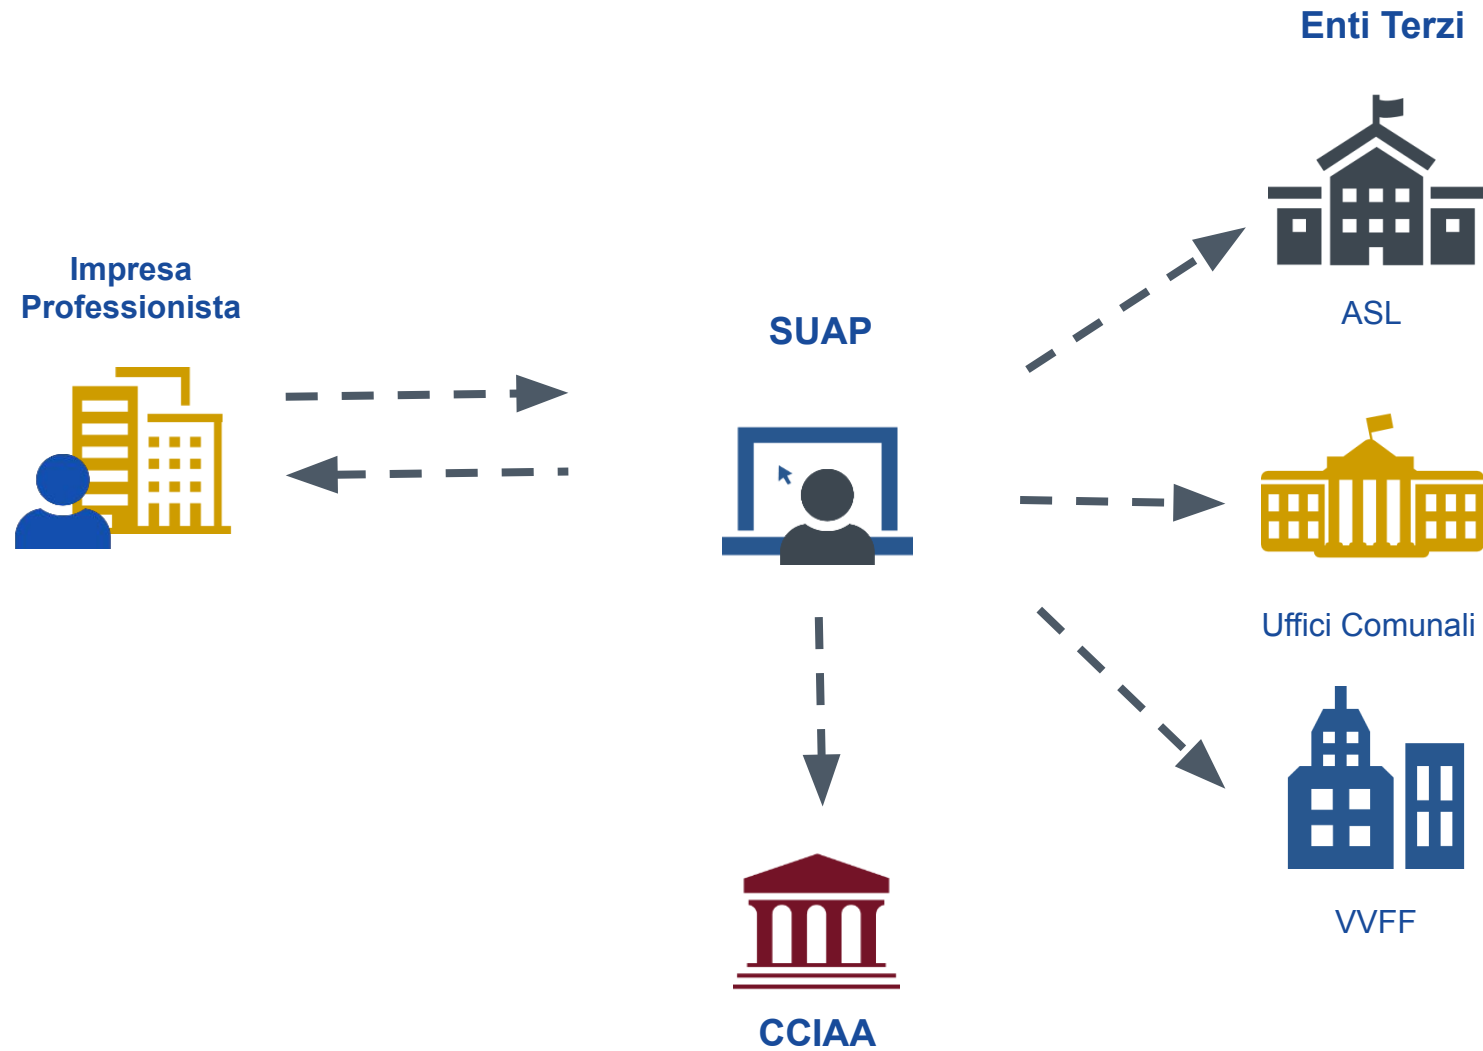 Enti Terzi
Impresa
Professionista
SUAP
ASL
Uffici Comunali
VVFF
CCIAA